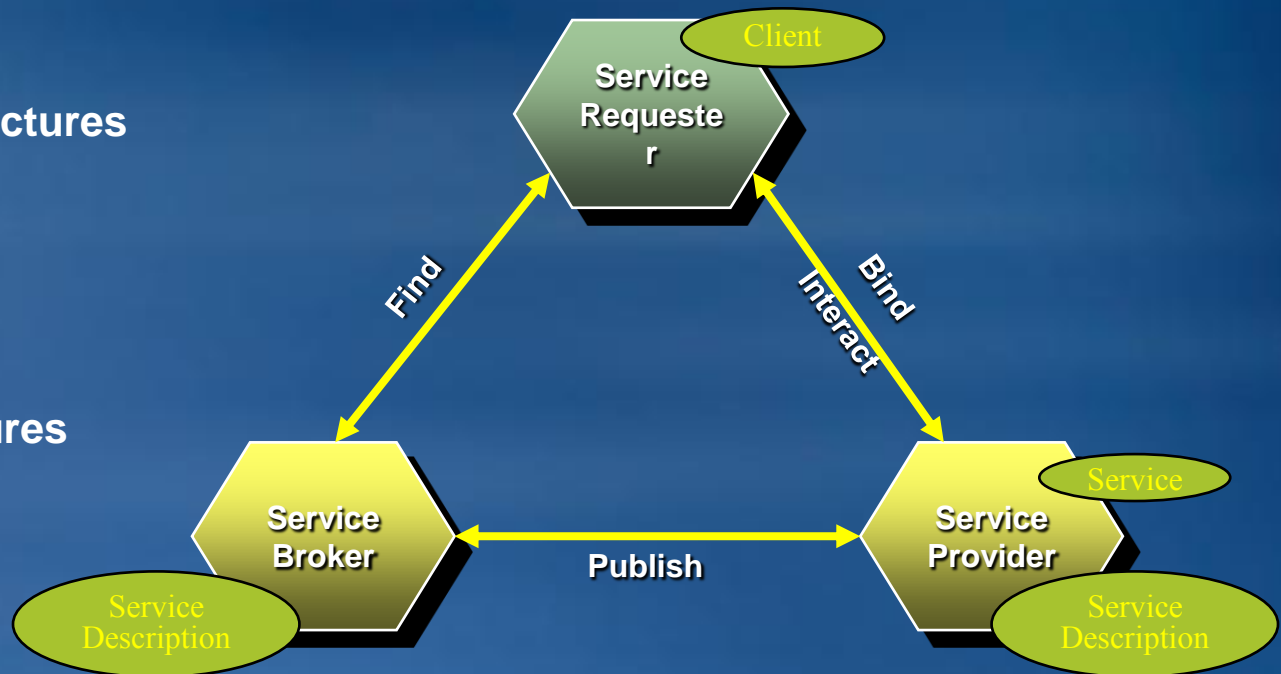 Client
Service
Requeste
r
ctures
Find
Bind
Interact
ures
Service
Service
Broker
Service
Provider
Publish
Service
Description
Service
Description